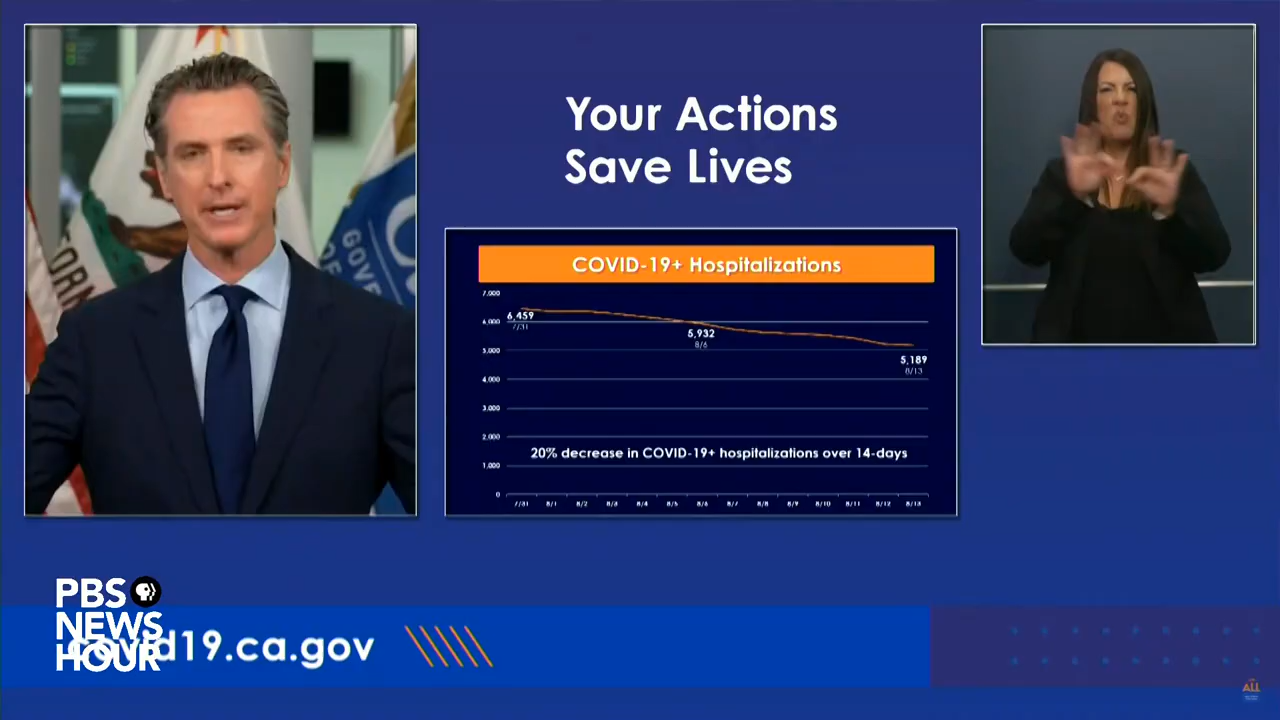 Your Actions
Save Lives
COVID-19+ Hospitalizations
7,000
6,000
5,000
4,000
3,000
2,000
1,000
0
6,459
7/31
5,932
8/6
5,189
8/13
20% decrease in COVID-19+ hospitalizations over 14-days
7/31 8/1 8/2 8/3 8/4 8/5 8/6 8/7 8/8 8/9 8/10 8/11 8/12 8/13
GOV
OF
PBS
NEWS
HOUR
covid19.ca.gov
ALL